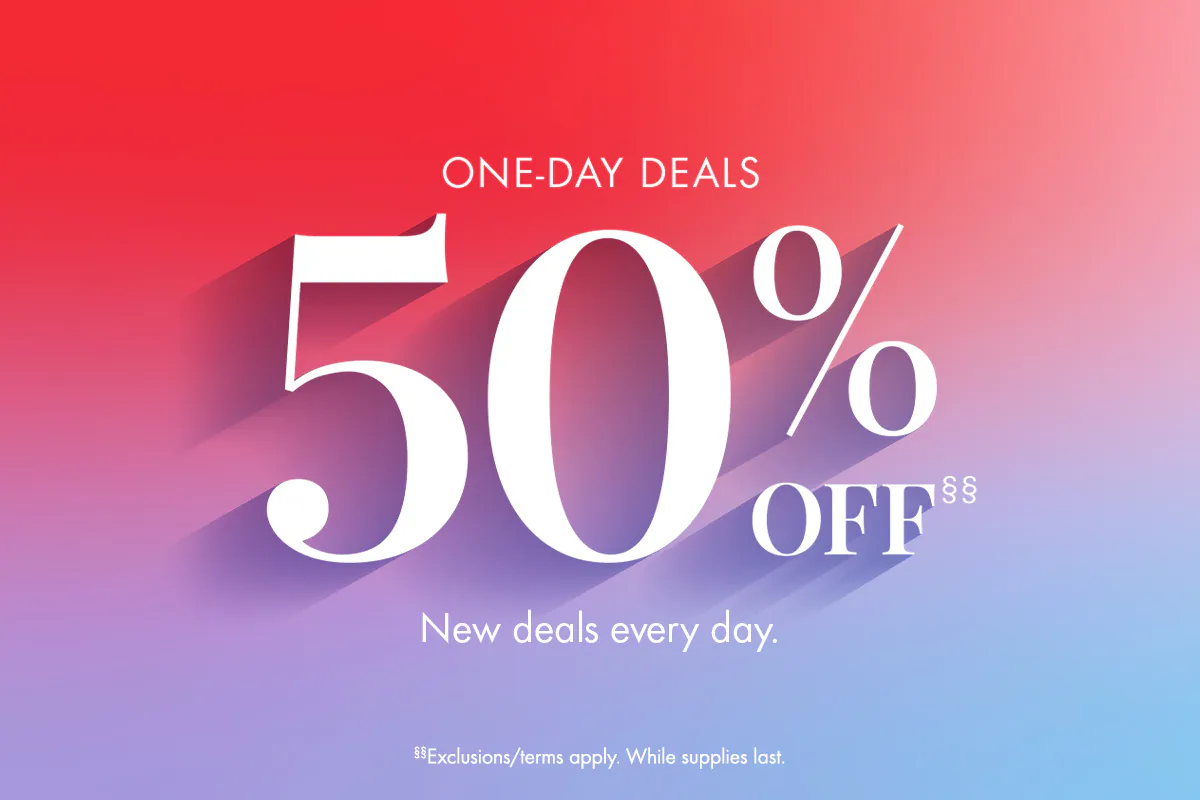 ONE-DAY DEALS
50%
OFF§§
New deals every day.
§§Exclusions/terms apply. While supplies last.